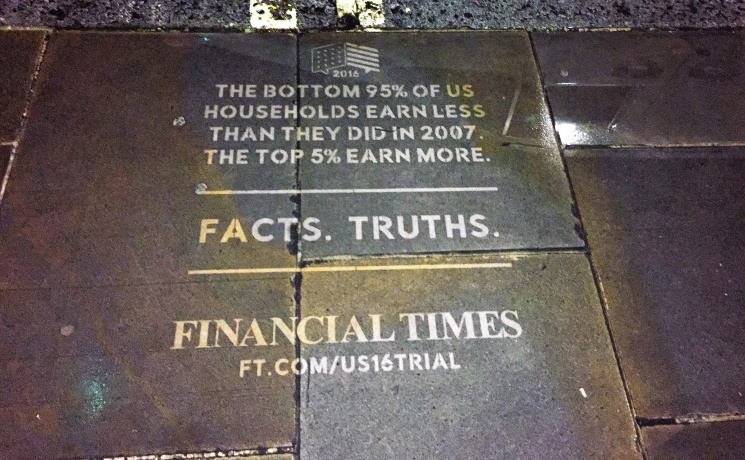 2016
THE BOTTOM 95% OF US
HOUSEHOLDS EARN LESS
THAN THEY DID IN 2007.
THE TOP 5% EARN MORE.
FACTS. TRUTHS.
FINANCIAL TIMES
FT.COM/US16TRIAL